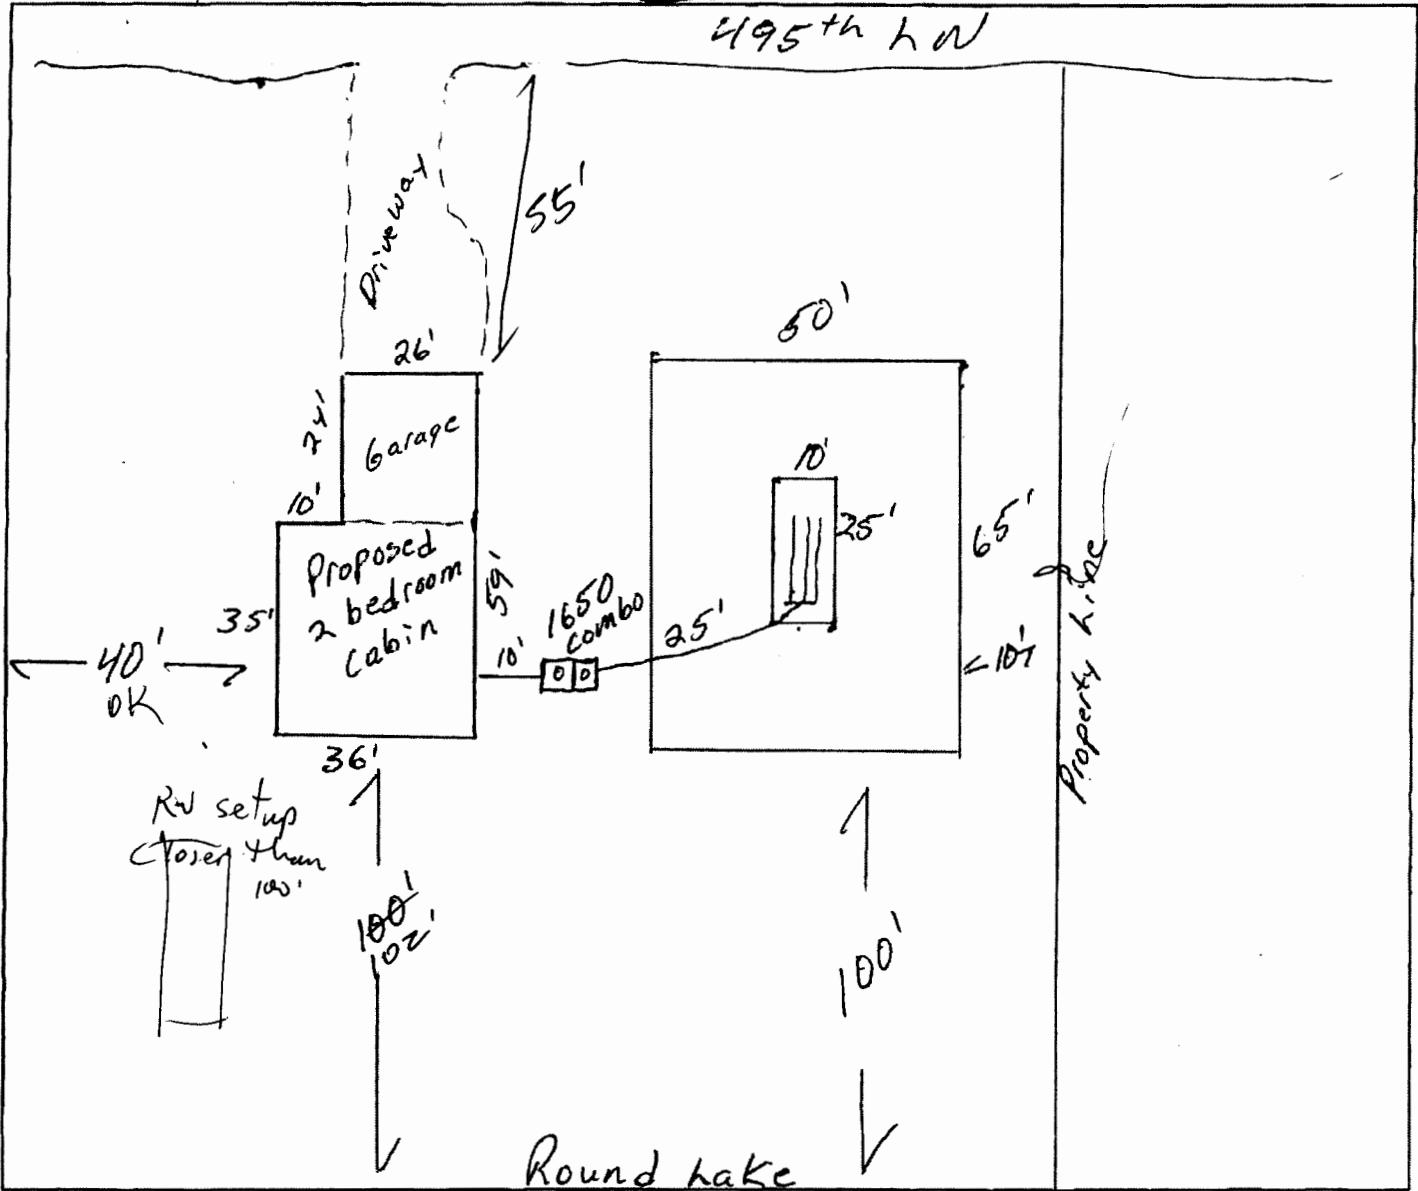 495th LN
Driveway
55'
50'
26'
24'
Garage
10'
10'
25'
65'
Proposed
2 bedroom
cabin
35'
59'
1650
combo
10'
25'
40'
OK
Property Line
36'
RV setup
Closer than
100'
100'
102'
100'
Round Lake